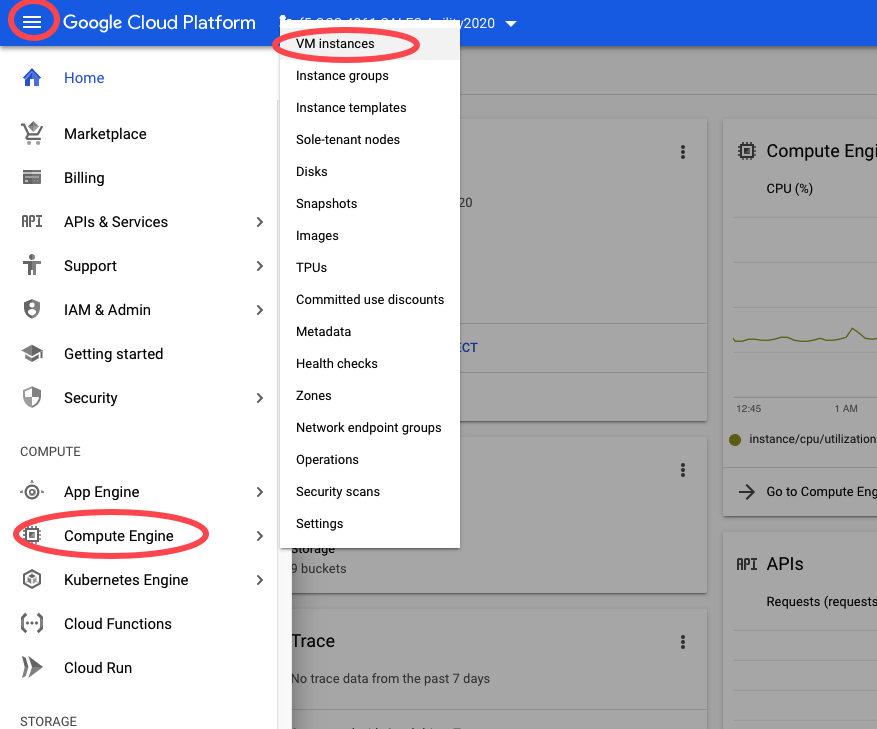 Google Cloud Platform
Home
Marketplace
Billing
API APIs & Services
Support
IAM & Admin
Getting started
Security
COMPUTE
App Engine
Compute Engine
Kubernetes Engine
Cloud Functions
Cloud Run
STORAGE
VM instances
Instance groups
Instance templates
Sole-tenant nodes
Disks
Snapshots
Images
TPUs
Committed use discounts
Metadata
Health checks
Zones
Network endpoint groups
Operations
Security scans
Settings
20
ECT
Storage
9 buckets
Trace
No trace data from the past 7 days
Compute Engi
CPU (%)
12:45
1 AM
instance/cpu/utilization
Go to Compute Eng
API APIs
Requests (requests